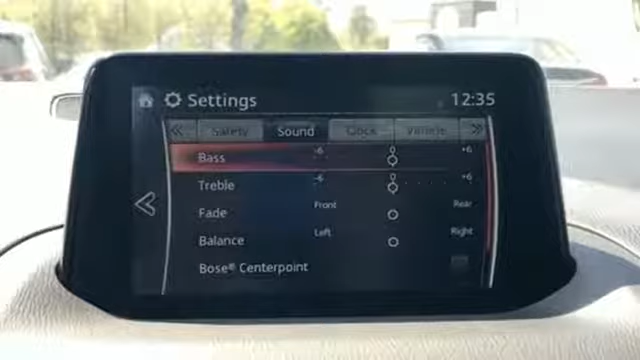 Settings 12:35
« Safety Sound Clock Vehicle »
Bass -6 0 +6
Treble -6 0 +6
Fade Front Rear
Balance Left Right
Bose® Centerpoint